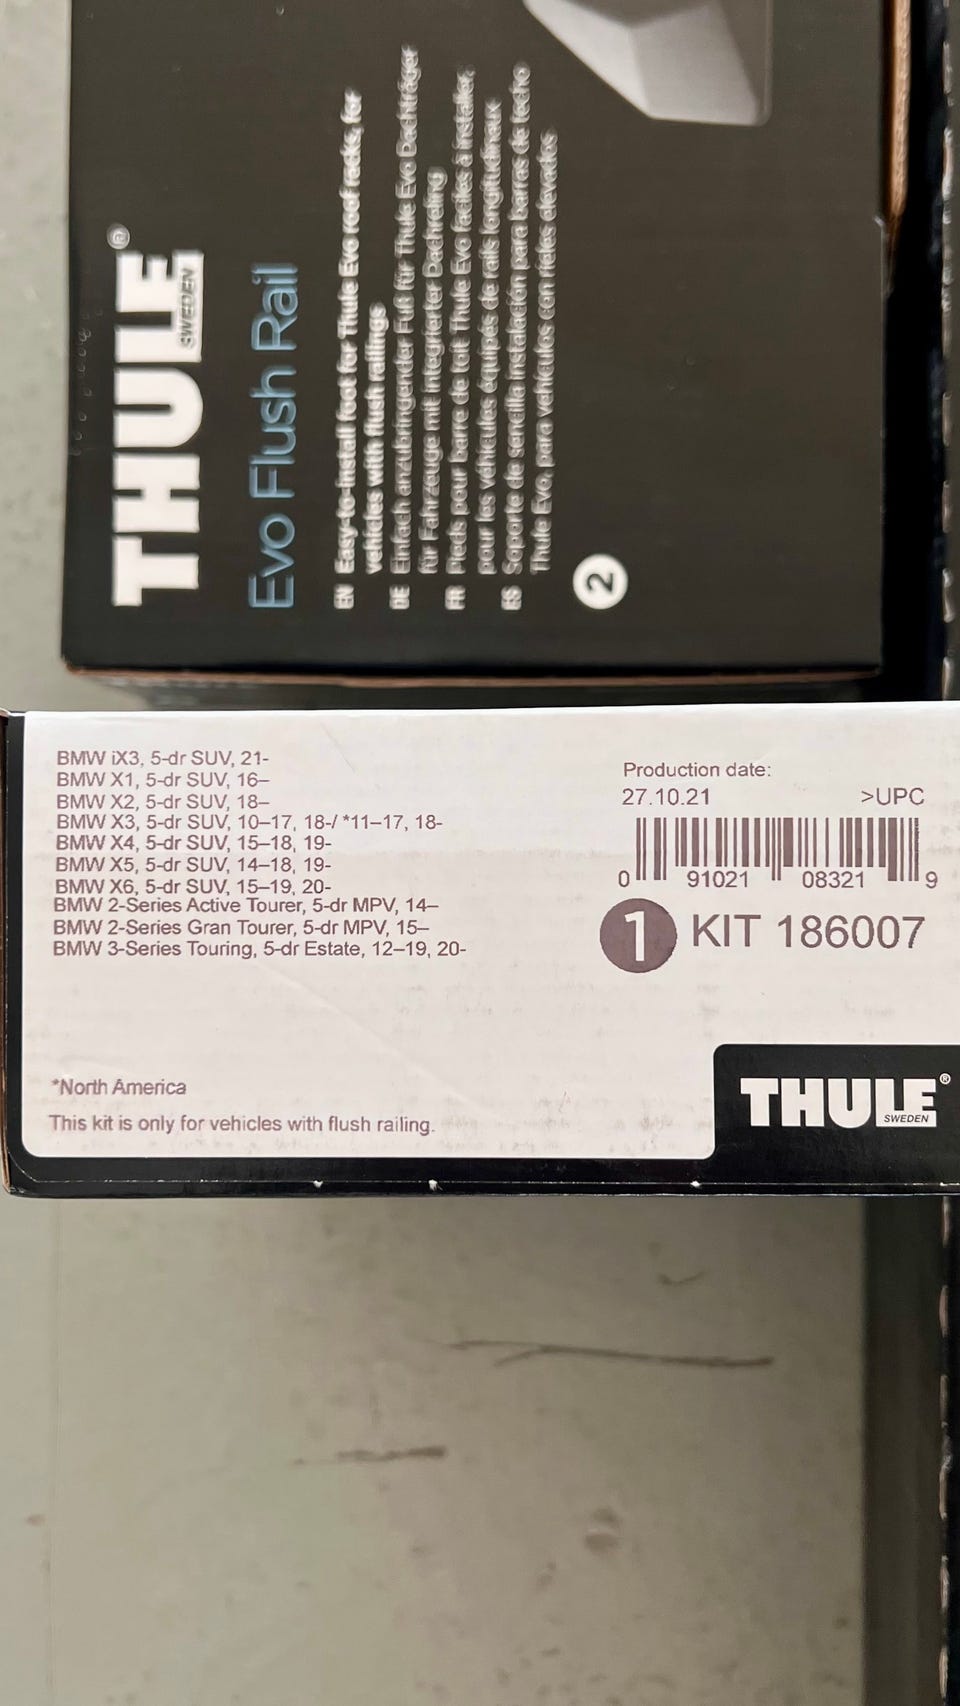 THULE®
SWEDEN
Evo Flush Rail
EN Easy-to-install foot for Thule Evo roof racks, for
vehicles with flush railings
DE Einfach anzubringender Fuß für Thule Evo Dachträger
für Fahrzeuge mit integrierter Dachreling
FR Pieds pour barre de toit Thule Evo faciles à installer,
pour les véhicules équipés de rails longitudinaux
ES Soporte de sencilla instalación para barras de techo
Thule Evo, para vehículos con rieles elevados
2
BMW iX3, 5-dr SUV, 21-
BMW X1, 5-dr SUV, 16–
BMW X2, 5-dr SUV, 18–
BMW X3, 5-dr SUV, 10–17, 18-/ *11–17, 18-
BMW X4, 5-dr SUV, 15–18, 19-
BMW X5, 5-dr SUV, 14–18, 19-
BMW X6, 5-dr SUV, 15–19, 20-
BMW 2-Series Active Tourer, 5-dr MPV, 14–
BMW 2-Series Gran Tourer, 5-dr MPV, 15–
BMW 3-Series Touring, 5-dr Estate, 12–19, 20-
*North America
This kit is only for vehicles with flush railing.
Production date:
27.10.21 >UPC
0 91021 08321 9
1 KIT 186007
THULE®
SWEDEN